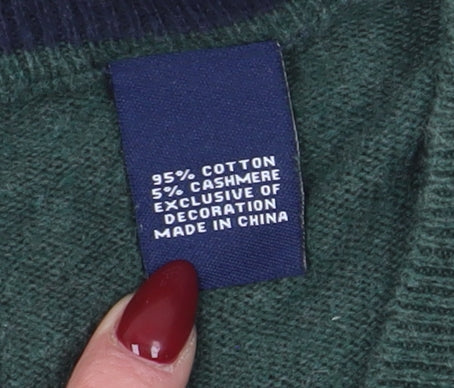 95% COTTON
5% CASHMERE
EXCLUSIVE OF
DECORATION
MADE IN CHINA